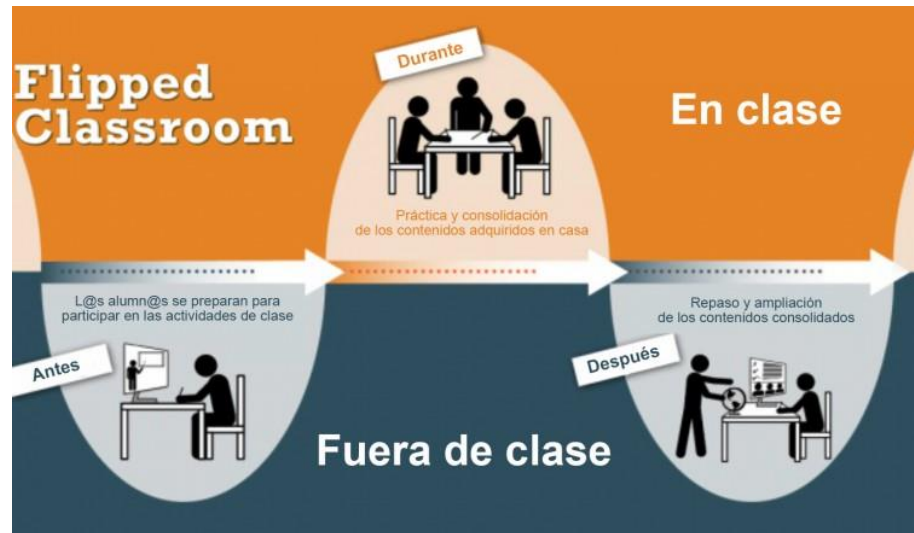 Flipped
Classroom
Durante
En clase
Práctica y consolidación
de los contenidos adquiridos en casa
L@s alumn@s se preparan para
participar en las actividades de clase
Antes
Repaso y ampliación
de los contenidos consolidados
Después
Fuera de clase